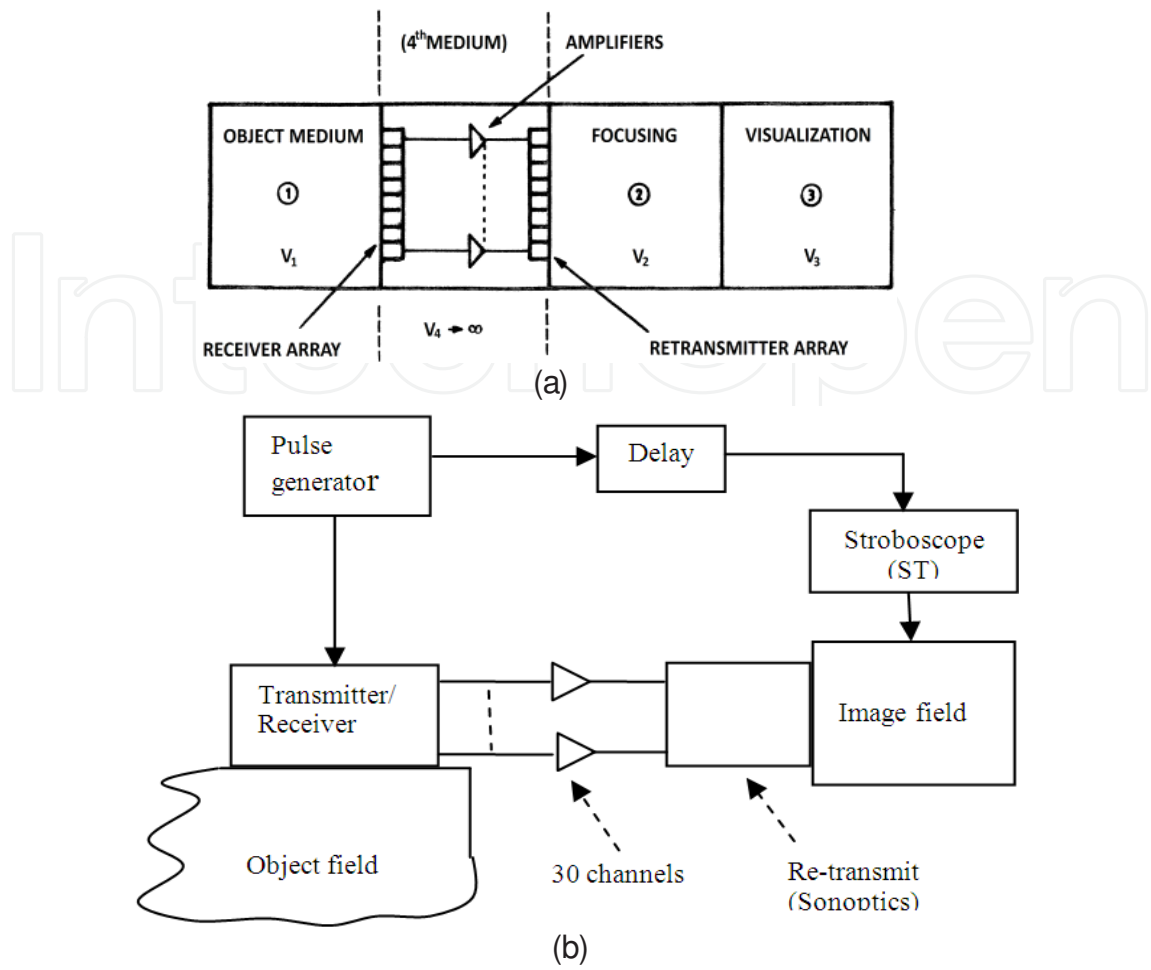 (4th MEDIUM)
AMPLIFIERS
OBJECT MEDIUM
FOCUSING
VISUALIZATION
①
②
③
V₁
V₂
V₃
V₄ → ∞
RECEIVER ARRAY
RETRANSMITTER ARRAY
IntechOpen
(a)
Pulse
generator
Delay
Stroboscope
(ST)
Transmitter/
Receiver
Image field
Object field
30 channels
Re-transmit
(Sonoptics)
(b)